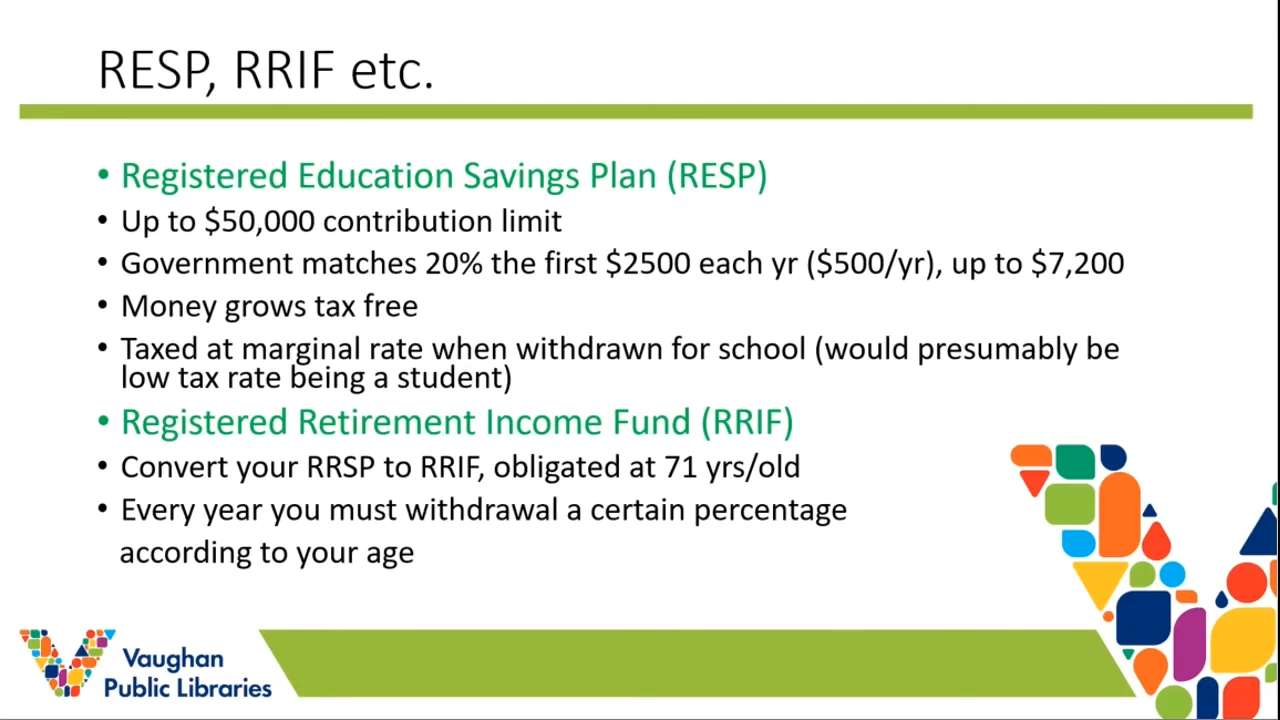 RESP, RRIF etc.
• Registered Education Savings Plan (RESP)
• Up to $50,000 contribution limit
• Government matches 20% the first $2500 each yr ($500/yr), up to $7,200
• Money grows tax free
• Taxed at marginal rate when withdrawn for school (would presumably be
low tax rate being a student)
• Registered Retirement Income Fund (RRIF)
• Convert your RRSP to RRIF, obligated at 71 yrs/old
• Every year you must withdrawal a certain percentage
according to your age
Vaughan
Public Libraries